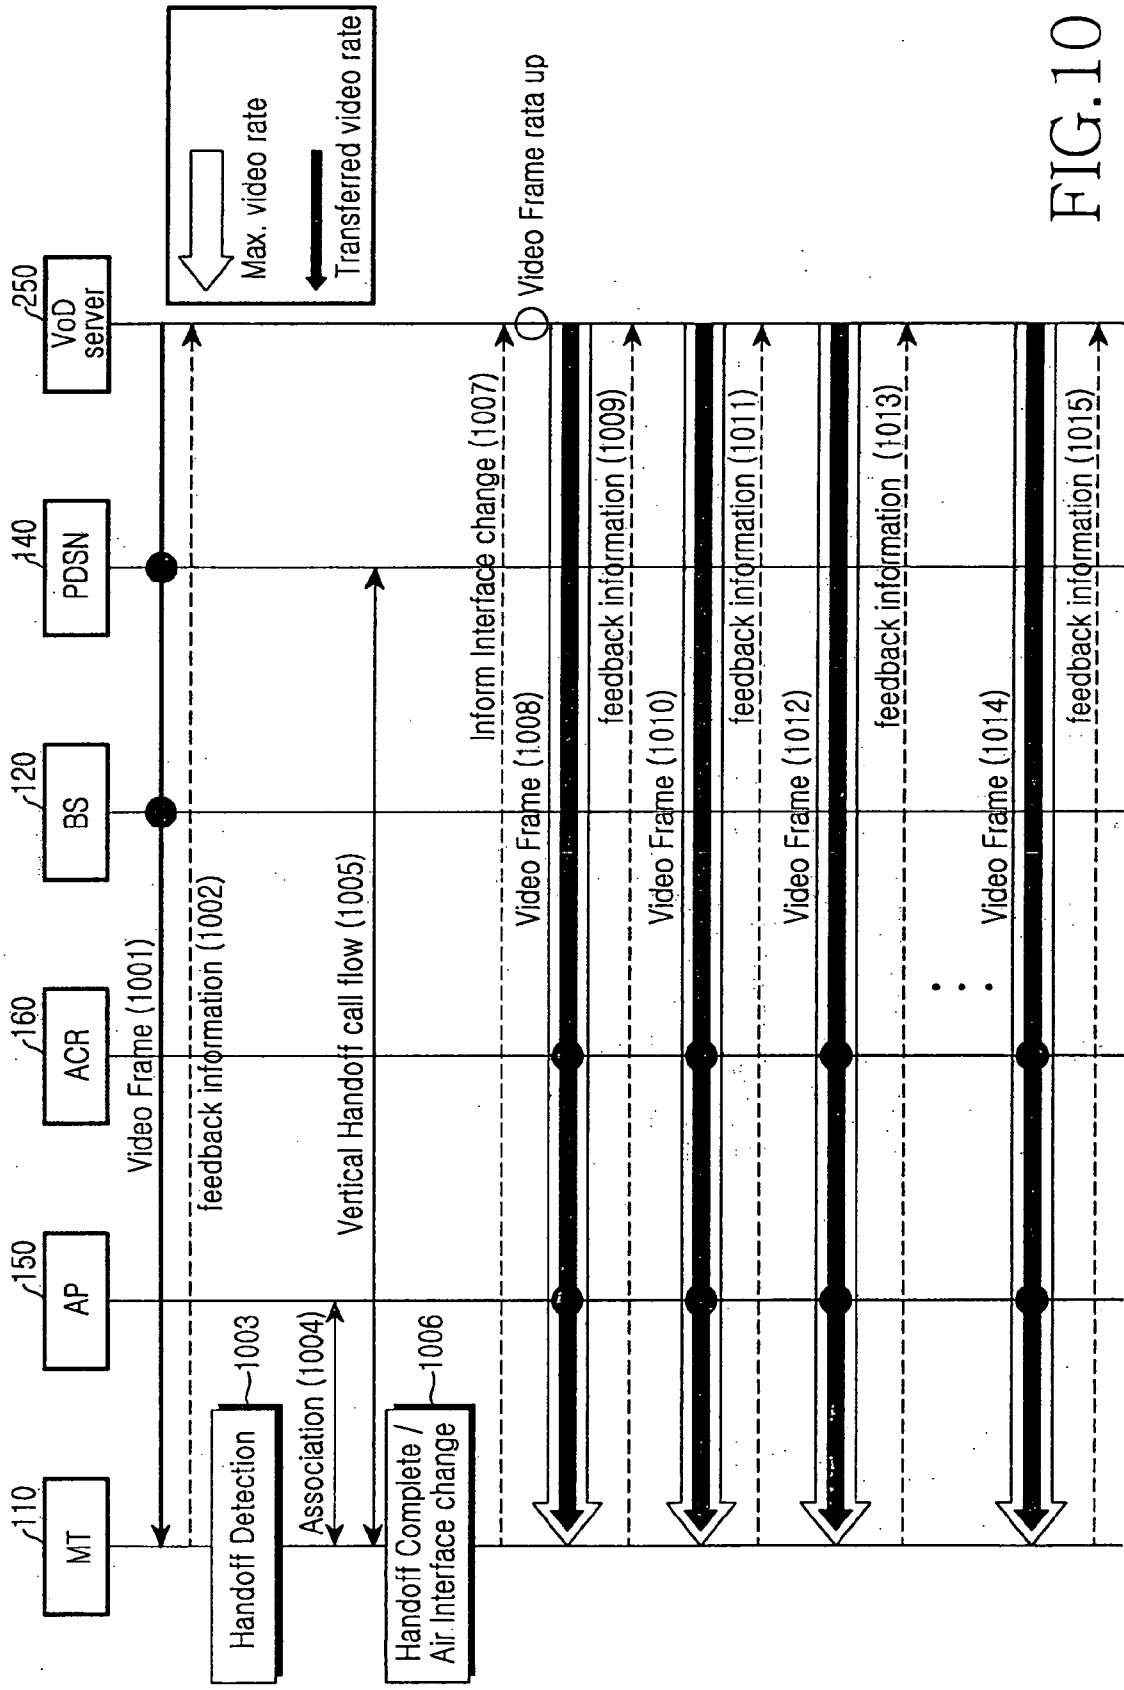 110
MT
150
AP
160
ACR
120
BS
140
PDSN
250
VoD
server
Max. video rate
Transferred video rate
Video Frame (1001)
feedback information (1002)
Handoff Detection
1003
Association (1004)
Vertical Handoff call flow (1005)
Handoff Complete /
Air Interface change
1006
Inform Interface change (1007)
Video Frame rata up
Video Frame (1008)
feedback information (1009)
Video Frame (1010)
feedback information (1011)
Video Frame (1012)
feedback information (1013)
. . .
Video Frame (1014)
feedback information (1015)
FIG.10